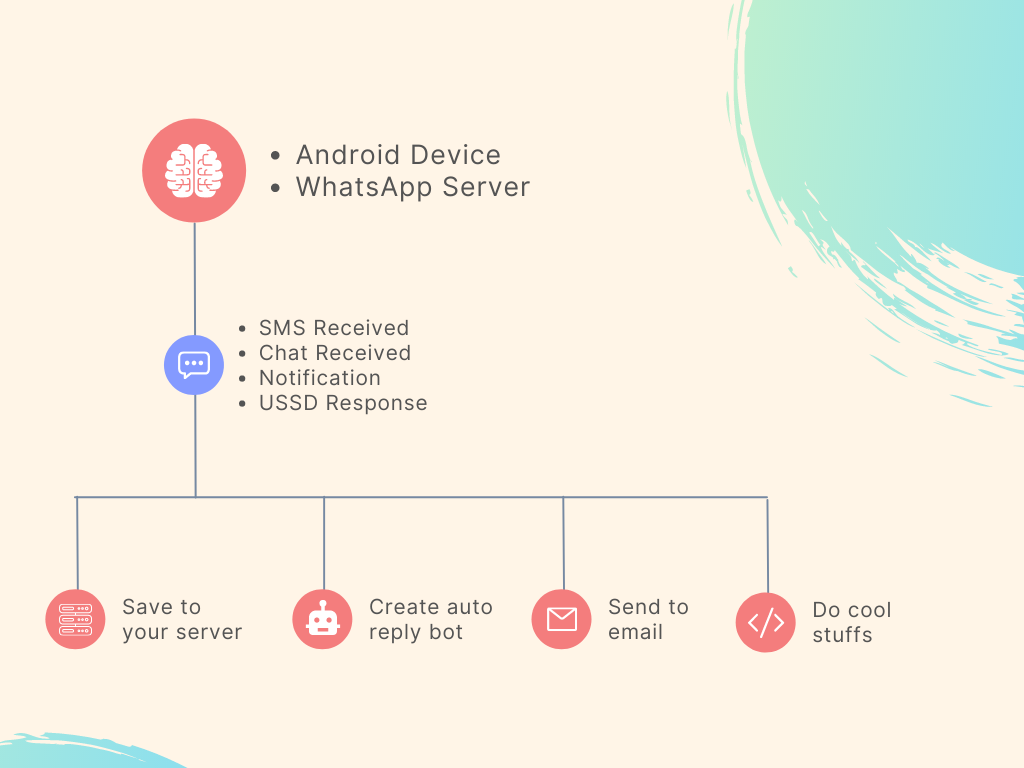 • Android Device
• WhatsApp Server
• SMS Received
• Chat Received
• Notification
• USSD Response
Save to
your server
Create auto
reply bot
Send to
email
Do cool
stuffs